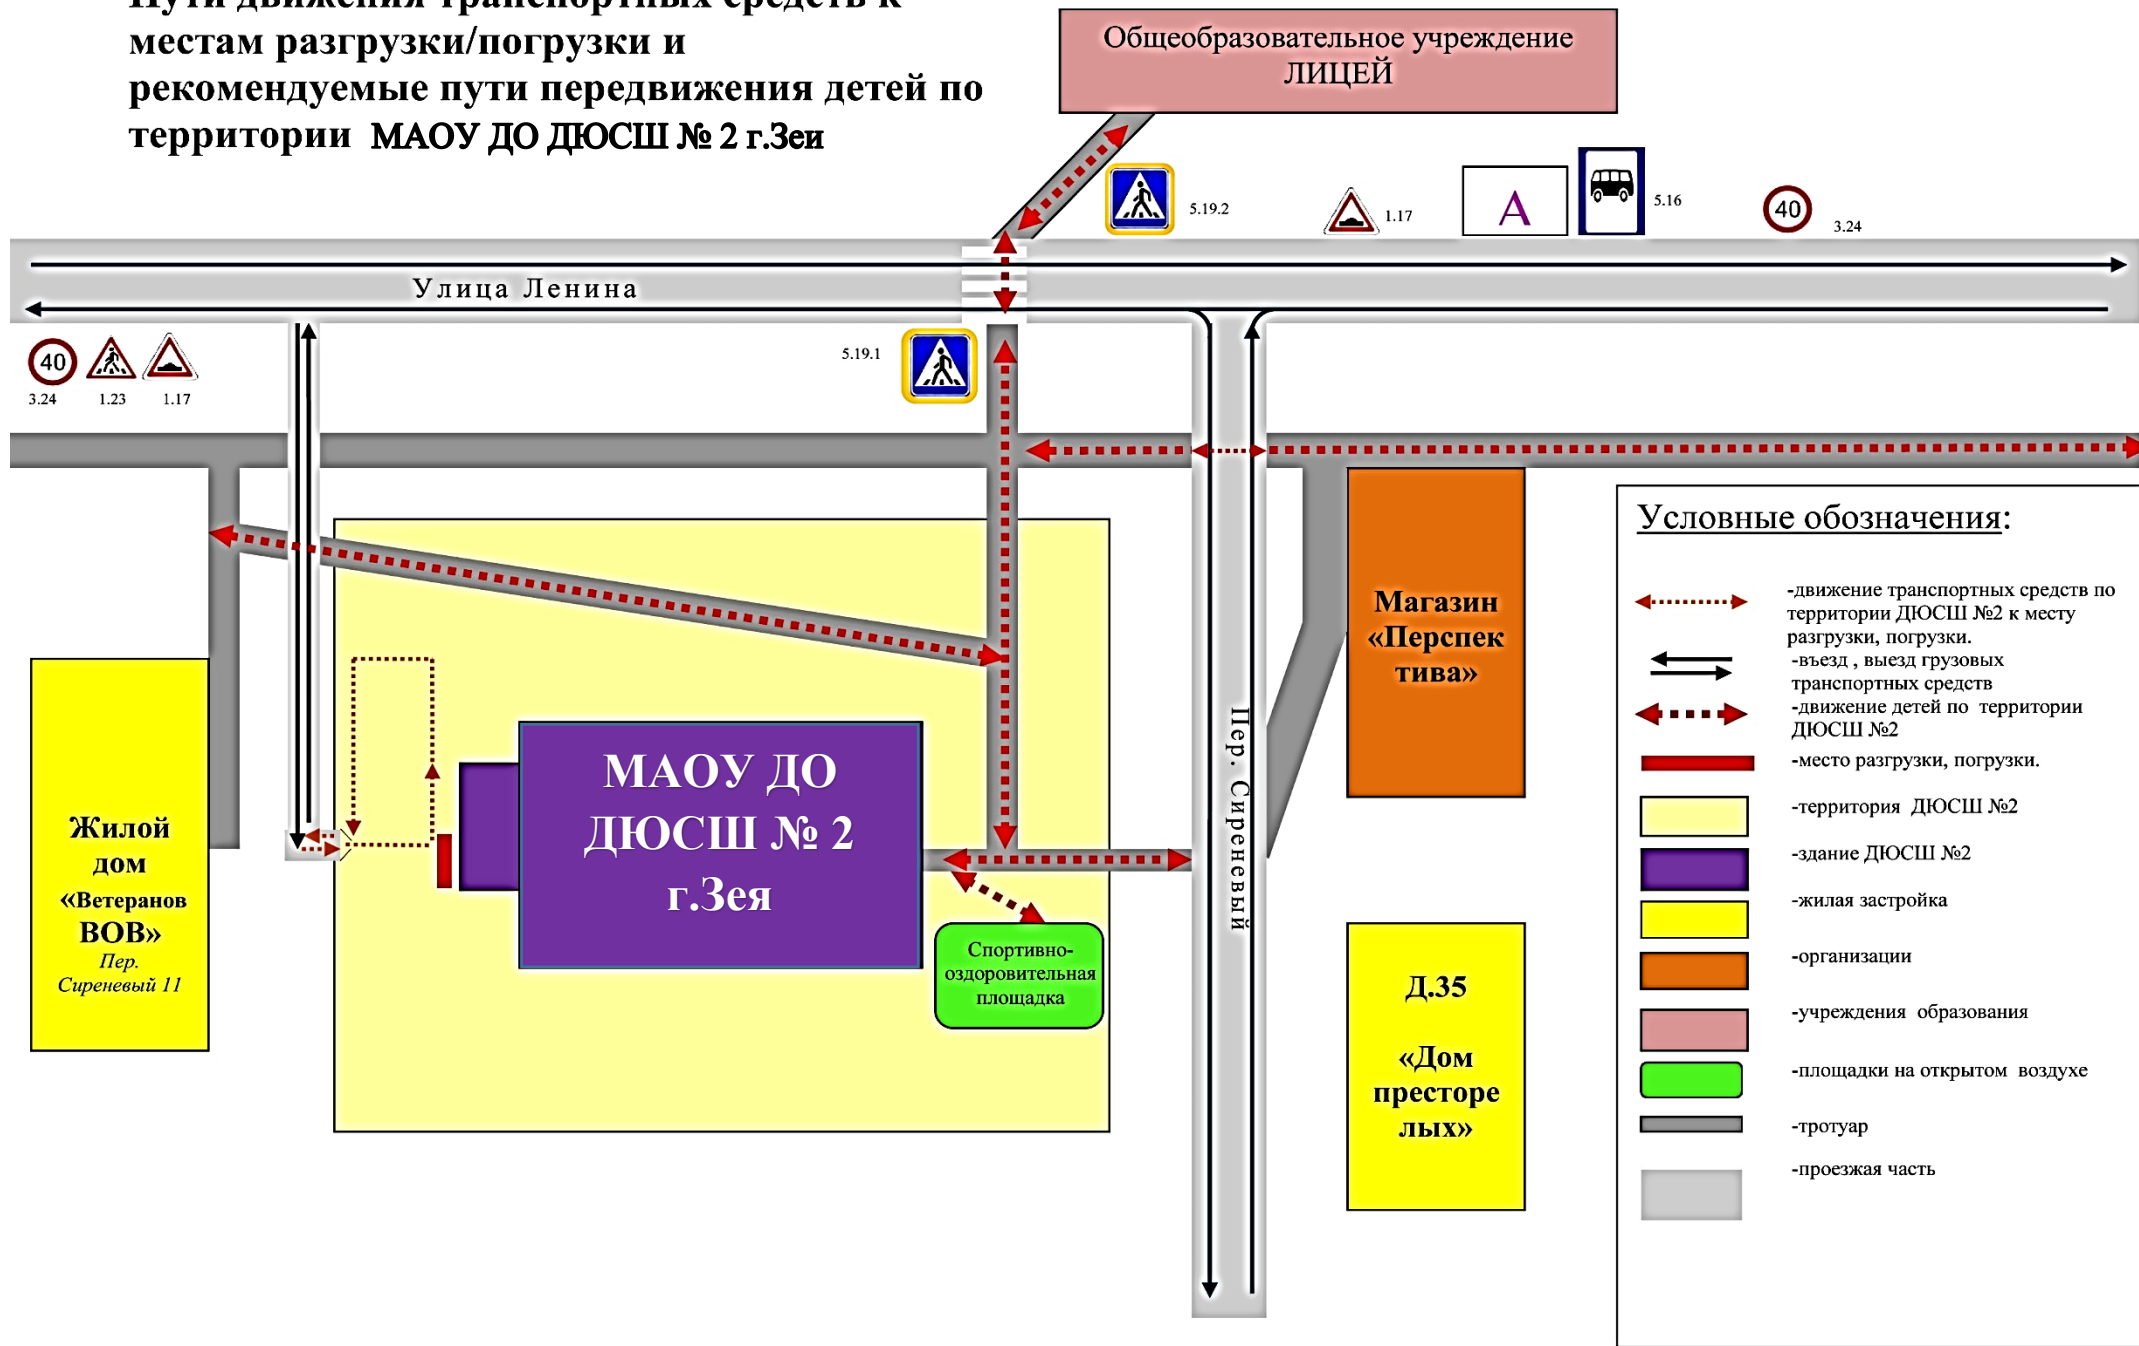 Пути движения транспортных средств к
местам разгрузки/погрузки и
рекомендуемые пути передвижения детей по
территории МАОУ ДО ДЮСШ № 2 г.Зеи
Общеобразовательное учреждение
ЛИЦЕЙ
5.19.2
1.17
А
5.16
40
3.24
Улица Ленина
40
3.24
1.23
1.17
5.19.1
Жилой
дом
«Ветеранов
ВОВ»
Пер.
Сиреневый 11
МАОУ ДО
ДЮСШ № 2
г.Зея
Спортивно-
оздоровительная
площадка
Пер. Сиреневый
Магазин
«Перспек
тива»
Д.35
«Дом
престоре
лых»
Условные обозначения:
-движение транспортных средств по
территории ДЮСШ №2 к месту
разгрузки, погрузки.
-въезд , выезд грузовых
транспортных средств
-движение детей по территории
ДЮСШ №2
-место разгрузки, погрузки.
-территория ДЮСШ №2
-здание ДЮСШ №2
-жилая застройка
-организации
-учреждения образования
-площадки на открытом воздухе
-тротуар
-проезжая часть